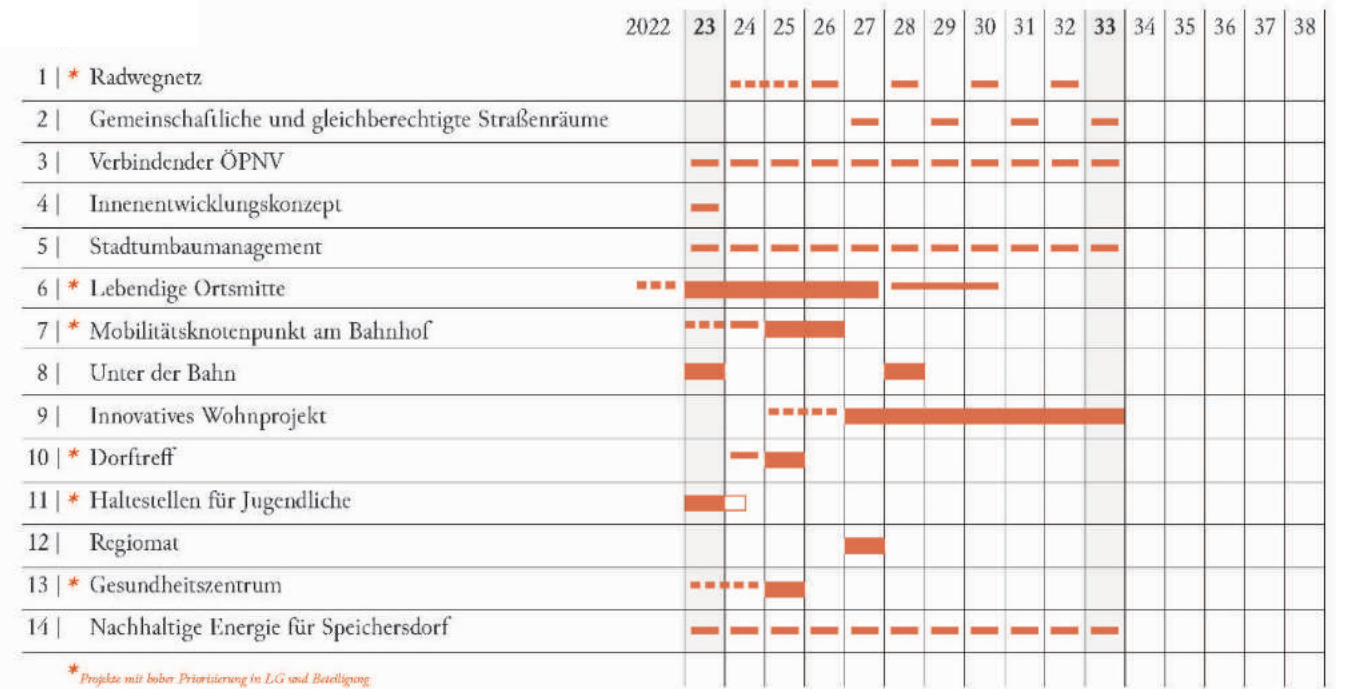 2022 23 24 25 26 27 28 29 30 31 32 33 34 35 36 37 38
1 | * Radwegnetz
2 | Gemeinschaftliche und gleichberechtigte Straßenräume
3 | Verbindender ÖPNV
4 | Innenentwicklungskonzept
5 | Stadtumbaumanagement
6 | * Lebendige Ortsmitte
7 | * Mobilitätsknotenpunkt am Bahnhof
8 | Unter der Bahn
9 | Innovatives Wohnprojekt
10 | * Dorftreff
11 | * Haltestellen für Jugendliche
12 | Regiomat
13 | * Gesundheitszentrum
14 | Nachhaltige Energie für Speichersdorf
* Projekte mit hoher Priorisierung in LG und Beteiligung